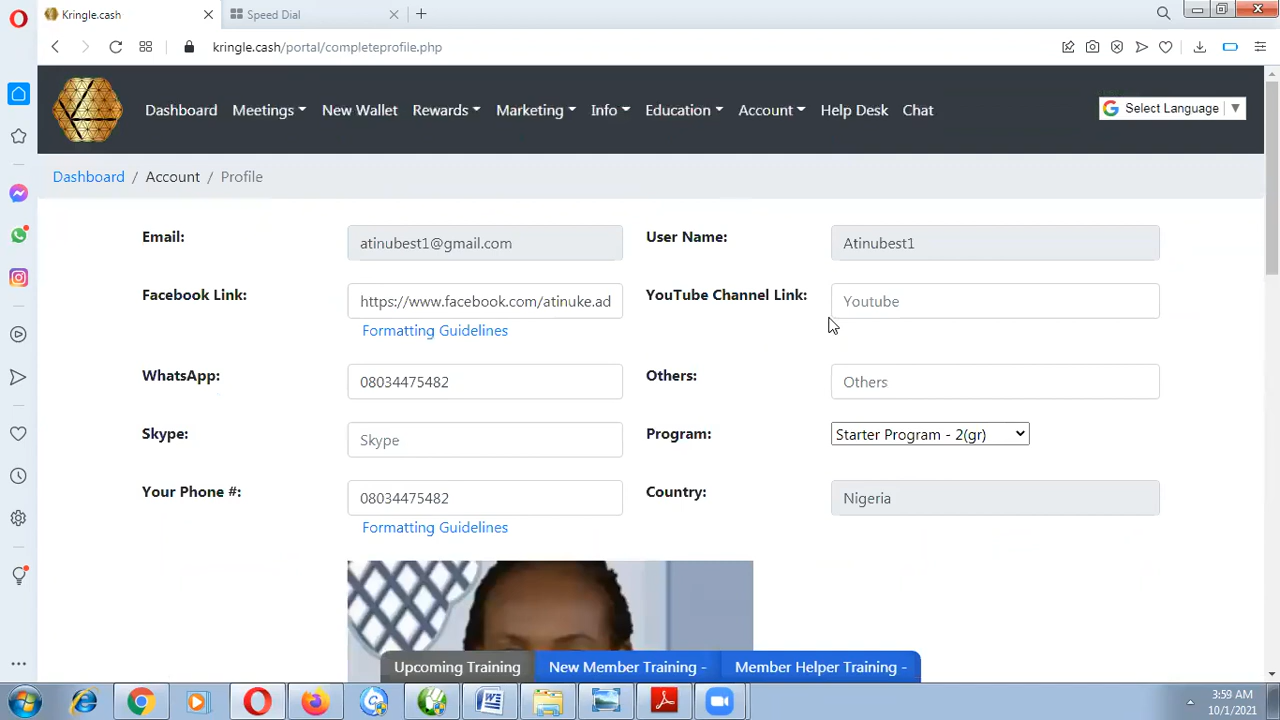 Kringle.cash
Speed Dial
kringle.cash/portal/completeprofile.php
Dashboard Meetings New Wallet Rewards Marketing Info Education Account Help Desk Chat
Select Language
Dashboard / Account / Profile
Email: atinubest1@gmail.com User Name: Atinubest1
Facebook Link: https://www.facebook.com/atinuke.ad YouTube Channel Link: Youtube
Formatting Guidelines
WhatsApp: 08034475482 Others: Others
Skype: Skype Program: Starter Program - 2(gr)
Your Phone #: 08034475482 Country: Nigeria
Formatting Guidelines
Upcoming Training New Member Training - Member Helper Training -
3:59 AM
10/1/2021